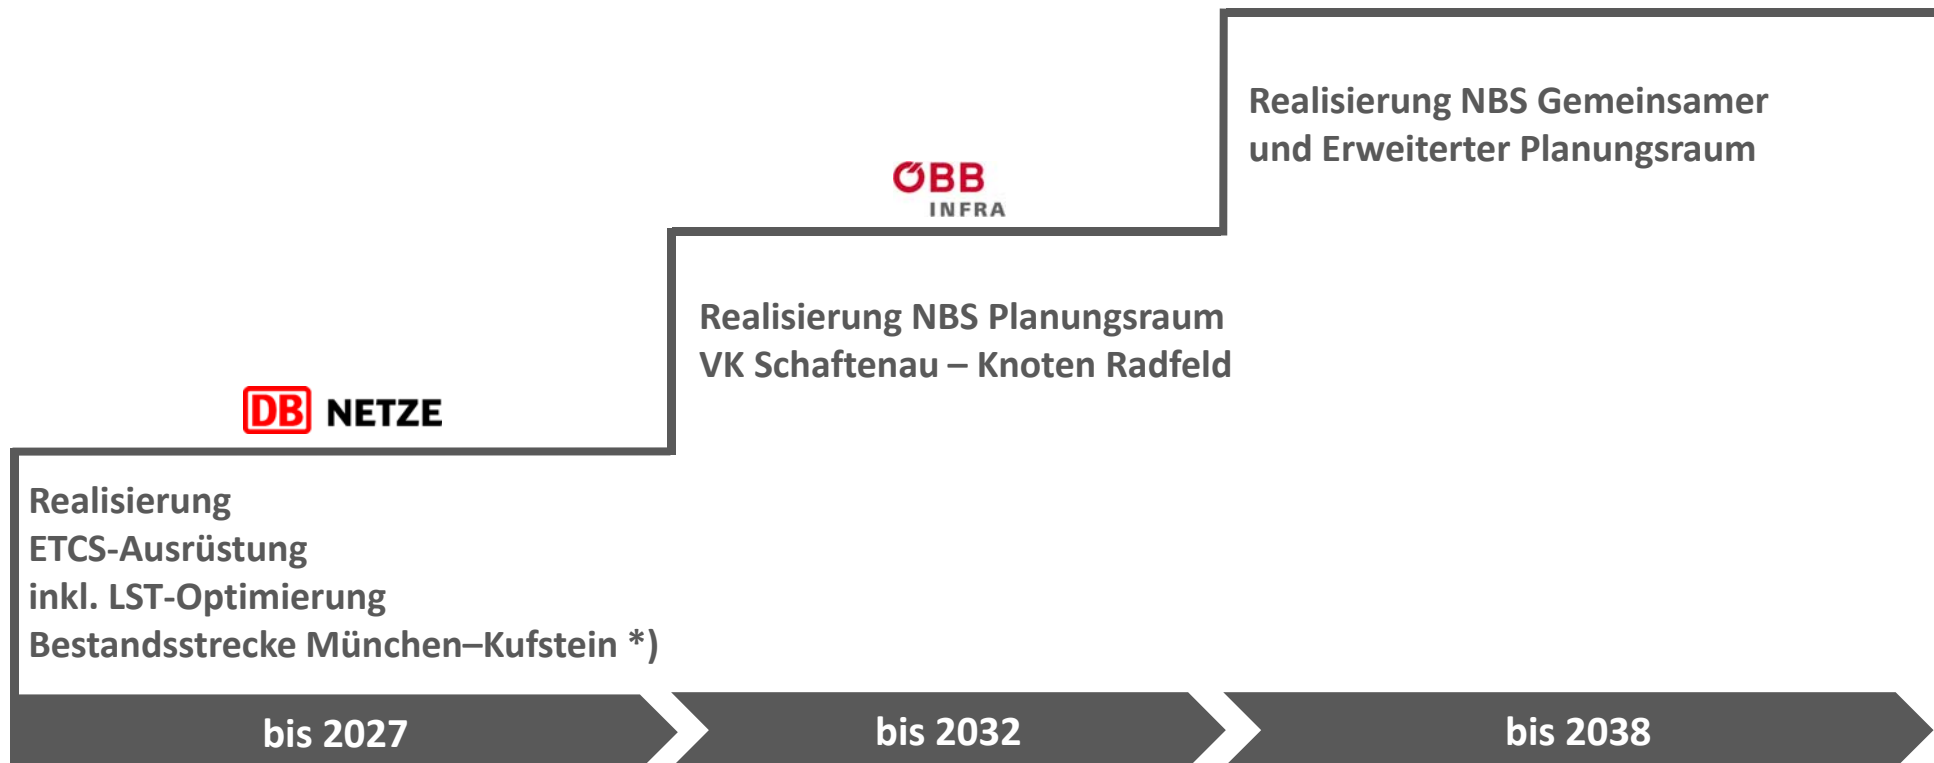 DB NETZE
Realisierung
ETCS-Ausrüstung
inkl. LST-Optimierung
Bestandsstrecke München–Kufstein *)
bis 2027
ÖBB
INFRA
Realisierung NBS Planungsraum
VK Schaftenau – Knoten Radfeld
bis 2032
Realisierung NBS Gemeinsamer
und Erweiterter Planungsraum
bis 2038